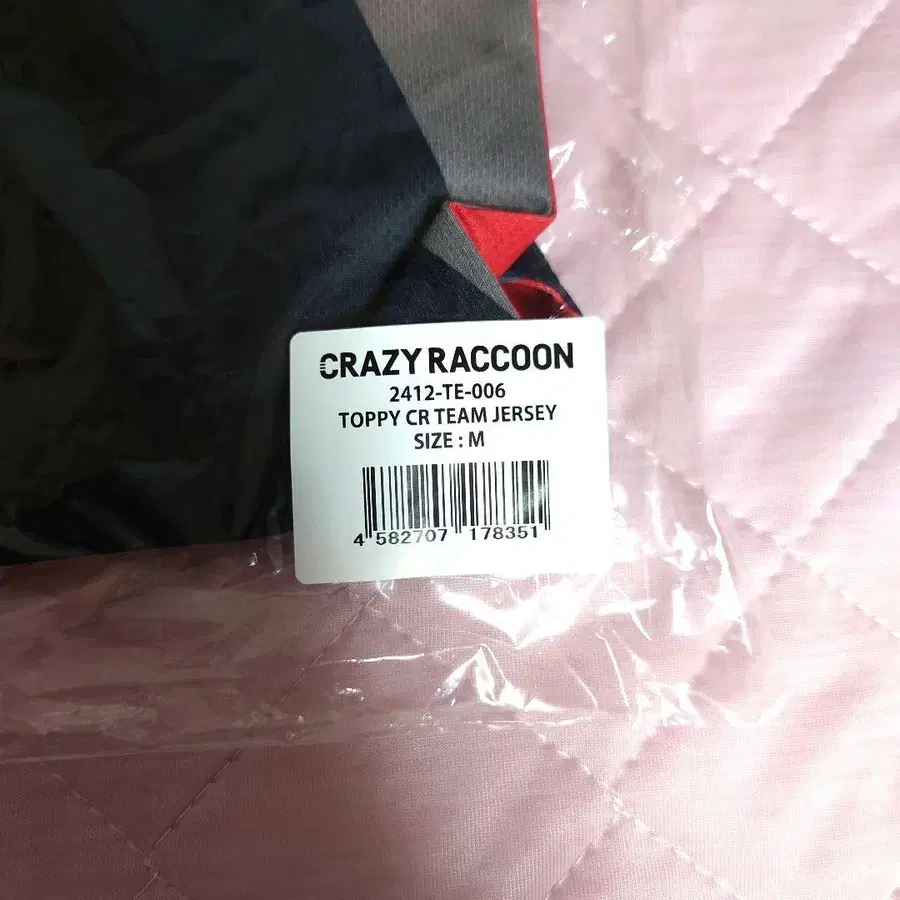 CRAZY RACCOON
2412-TE-006
TOPPY CR TEAM JERSEY
SIZE : M
4 582707 178351